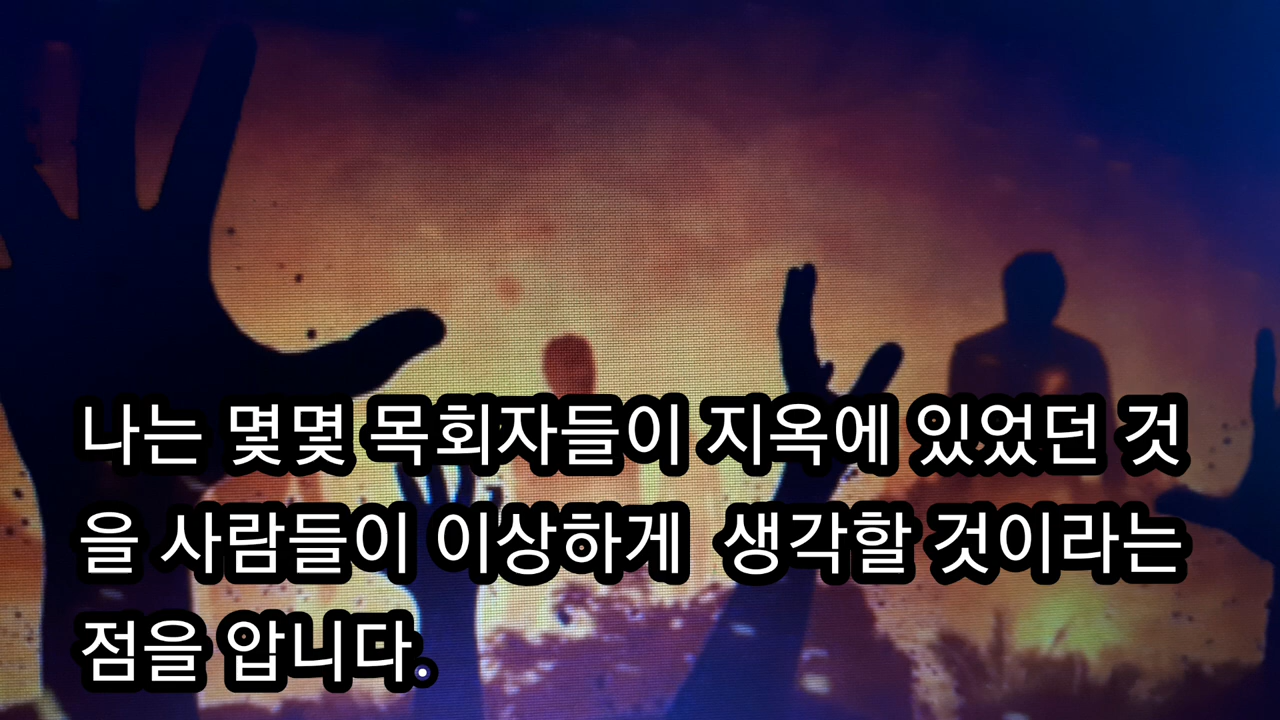 나는 몇몇 목회자들이 지옥에 있었던 것
을 사람들이 이상하게  생각할 것이라는
점을 압니다.